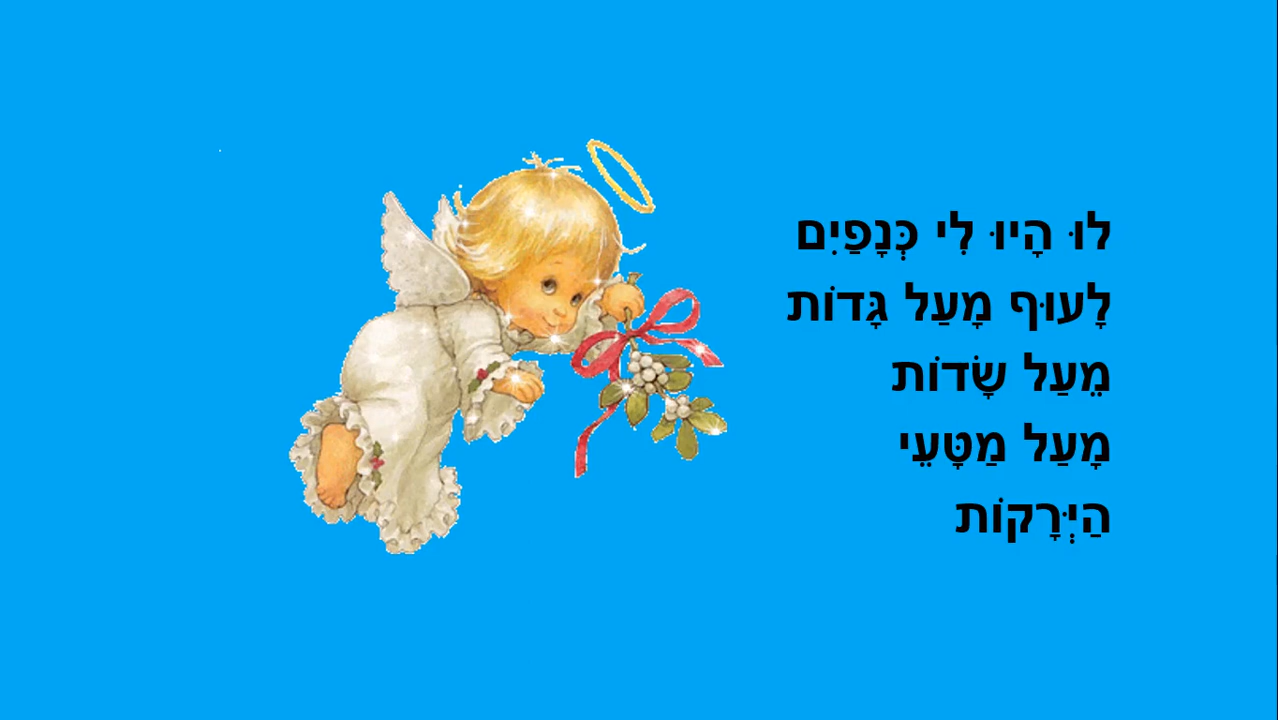 לוּ הָיוּ לִי כְּנָפַיִם
לָעוּף מָעַל גָּדוֹת
מֵעַל שָׂדוֹת
מָעַל מַטָּעֵי
הַיְּרָקוֹת